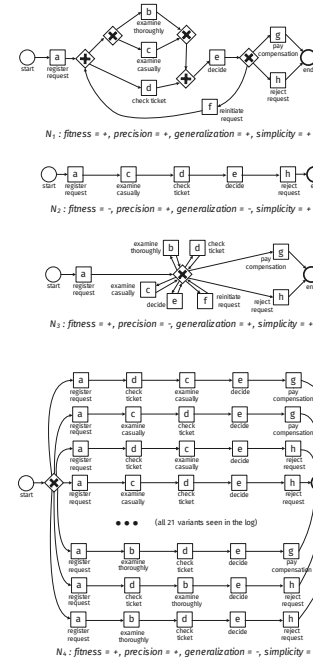 b
examine
thoroughly
g
pay
compensation
a
c
e
start
register
request
examine
casually
decide
en
d
h
check ticket
reject
request
f
reinitiate
request
N₁ : fitness = +, precision = +, generalization = +, simplicity = +
a c d e h
start
register
request
examine
casually
check
ticket
decide
reject
request
e
N₂ : fitness = -, precision = +, generalization = -, simplicity = +
examine
thoroughly
b d
check
ticket
g
a
pay
compensation
start
register
request
examine
casually
c
h
decide
e f
reinitiate
request
reject
request
en
N₃ : fitness = +, precision = -, generalization = +, simplicity = +
a d c e g
register
request
check
ticket
examine
casually
decide
pay
compensation
a c d e g
register
request
examine
casually
check
ticket
decide
pay
compensation
a d c e h
register
request
check
ticket
examine
casually
decide
reject
request
start
a c d e h
register
request
examine
casually
check
ticket
decide
reject
request
••• (all 21 variants seen in the log)
a b d e g
register
request
examine
thoroughly
check
ticket
decide
pay
compensation
a d b e h
register
request
check
ticket
examine
thoroughly
decide
reject
request
a b d e h
register
request
examine
thoroughly
check
ticket
decide
reject
request
N₄ : fitness = +, precision = +, generalization = -, simplicity =